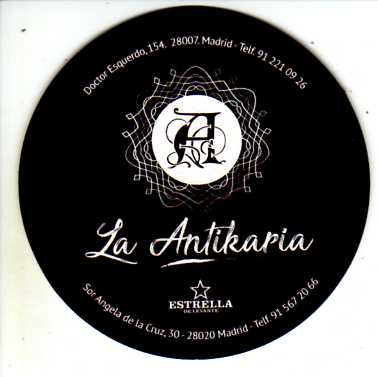 Doctor Esquerdo, 154. 28007. Madrid - Telf. 91 221 09 26
A
La Antikaria
ESTRELLA
DE LEVANTE
Sor Angela de la Cruz, 30 - 28020 Madrid - Telf. 91 567 20 66